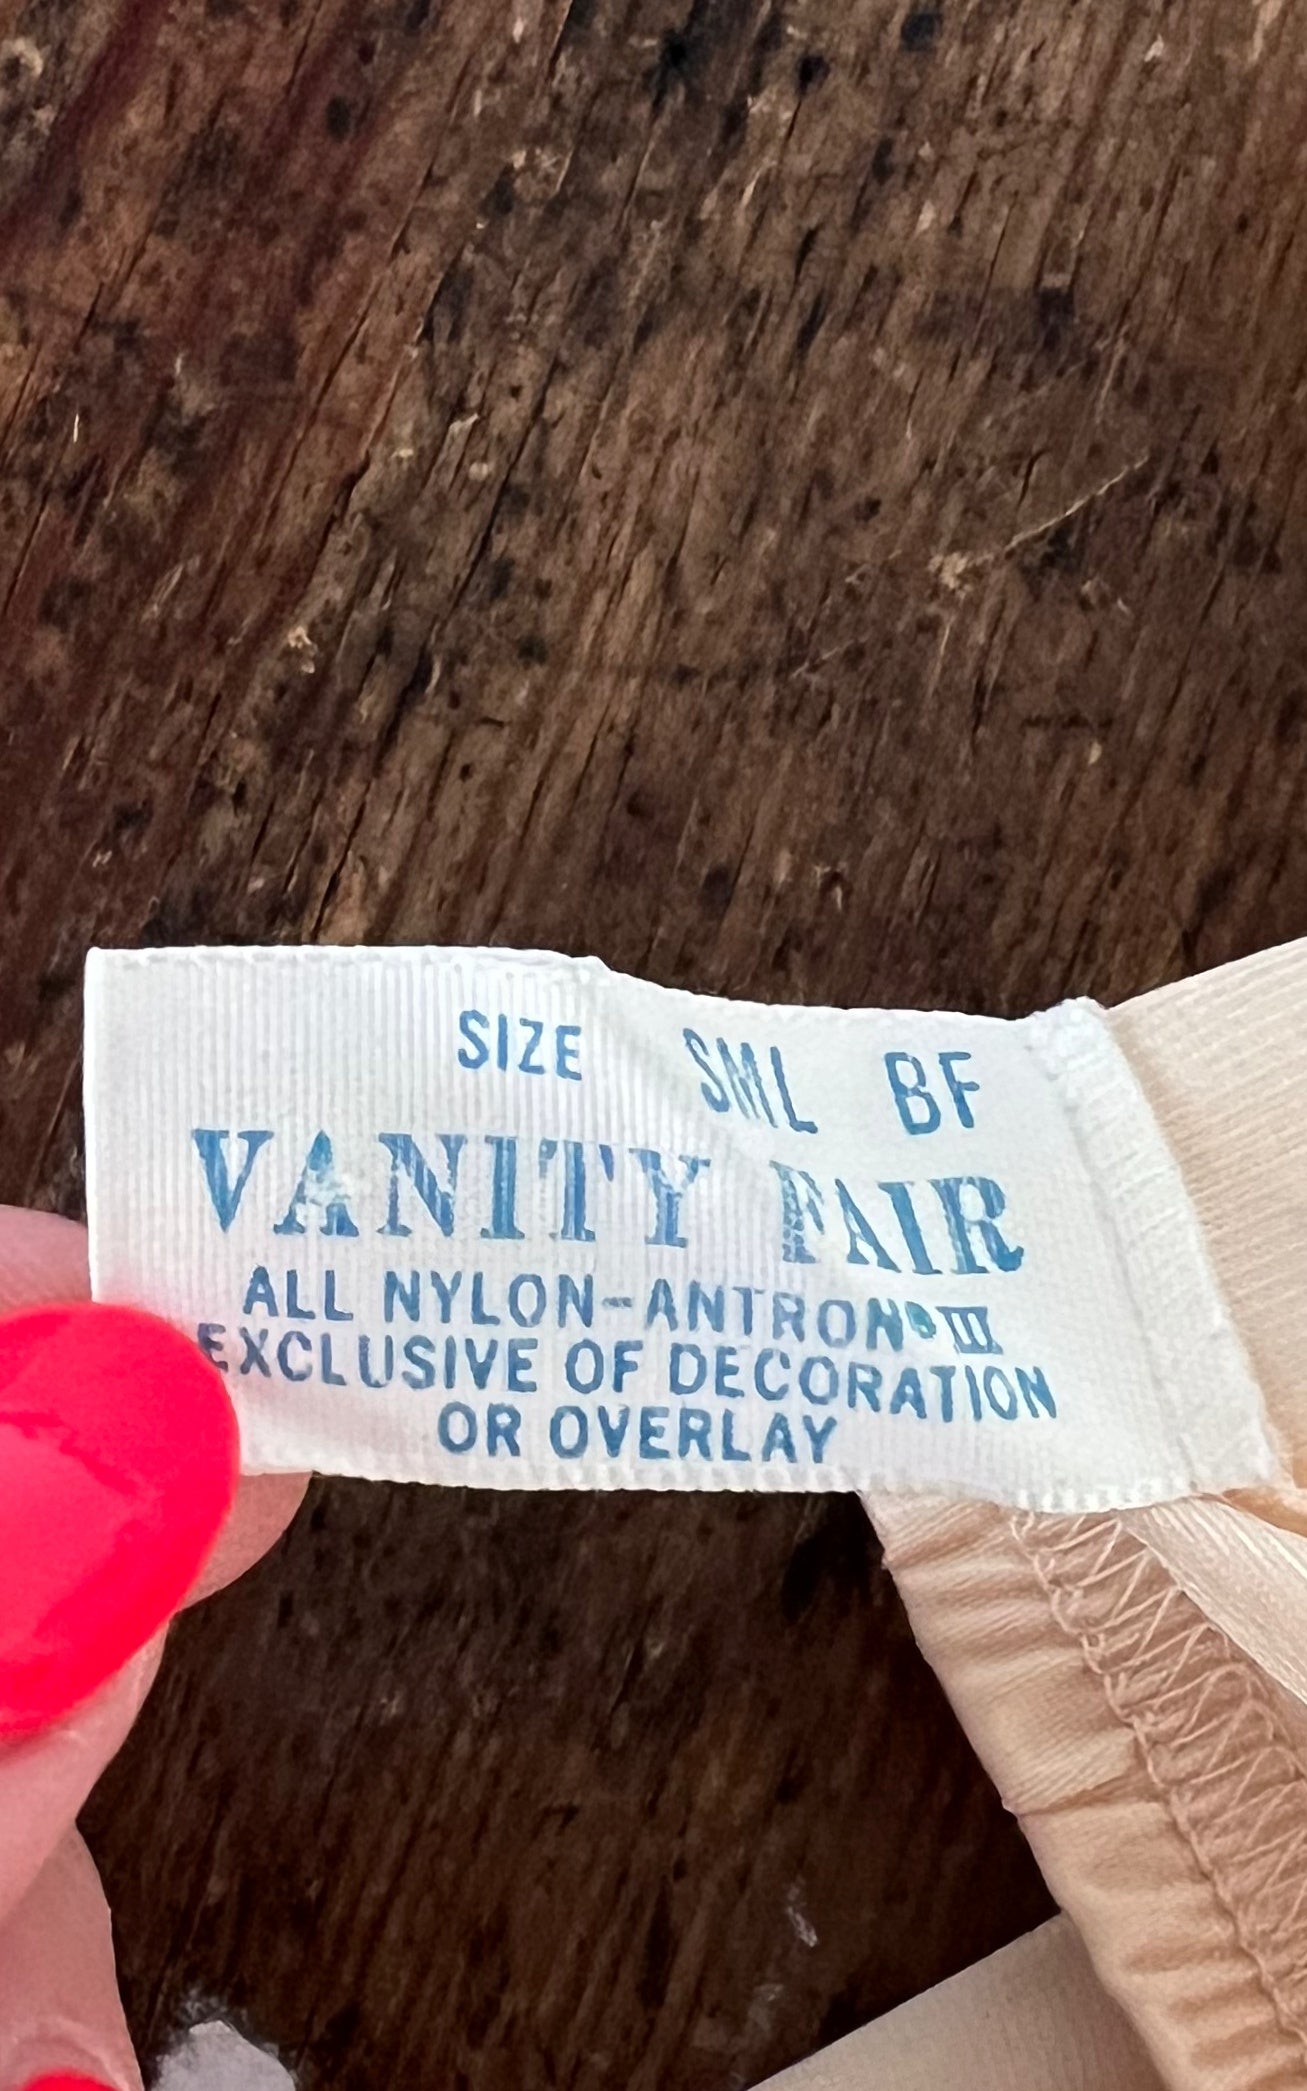 SIZE SML BF
VANITY FAIR
ALL NYLON-ANTRON® III
EXCLUSIVE OF DECORATION
OR OVERLAY